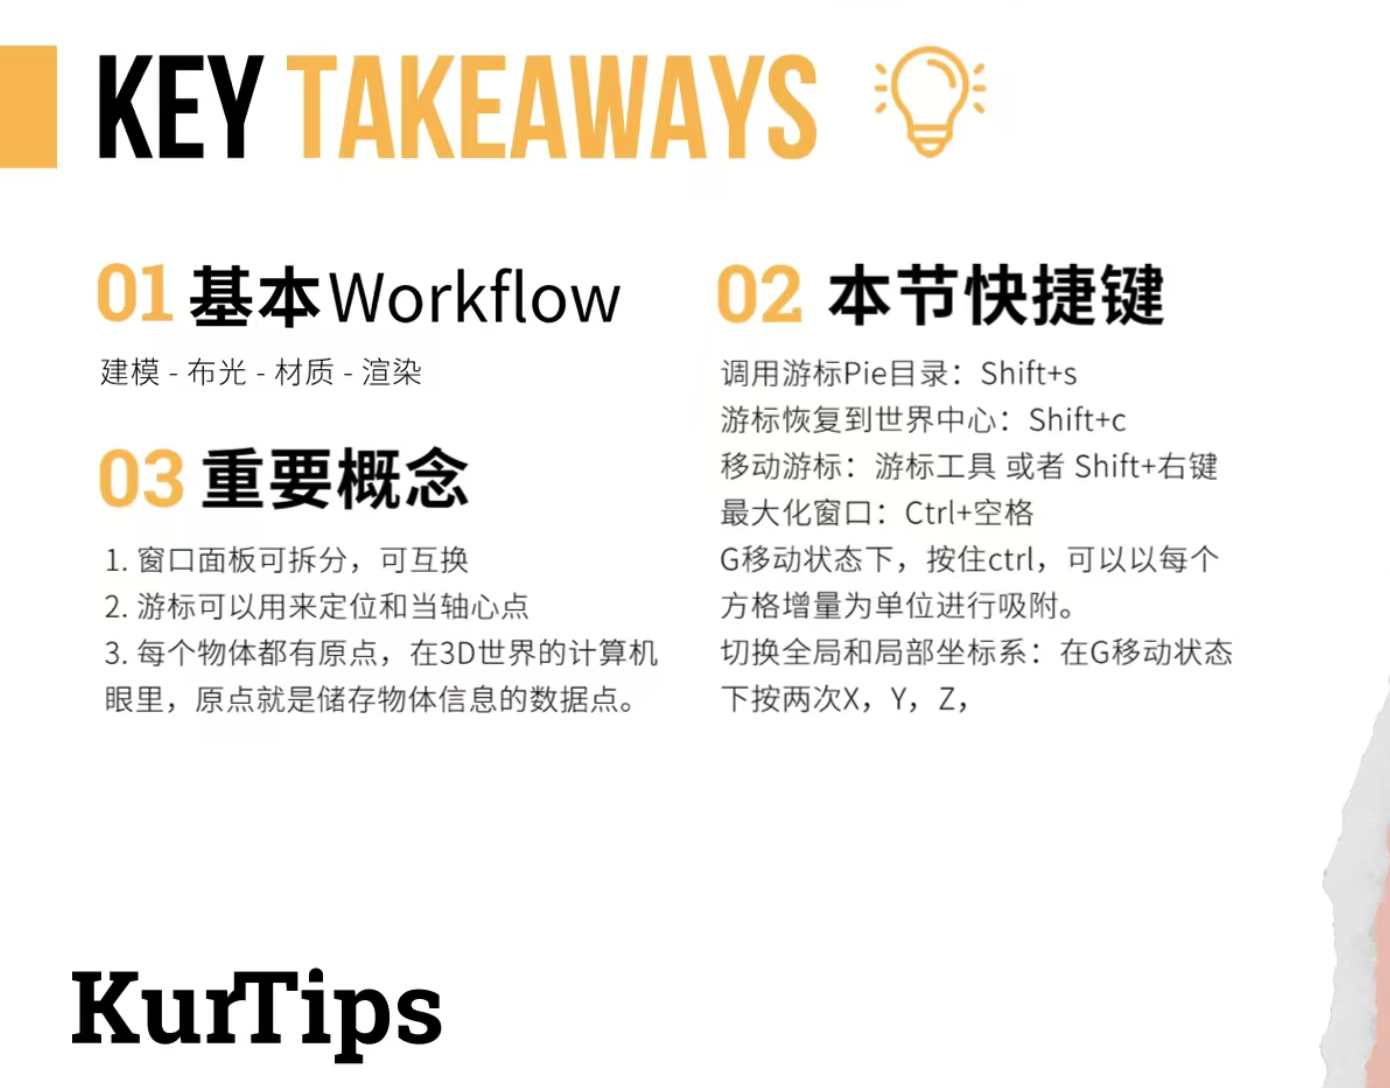 KEY TAKEAWAYS
01 基本Workflow
建模 - 布光 - 材质 - 渲染
03 重要概念
1. 窗口面板可拆分，可互换
2. 游标可以用来定位和当轴心点
3. 每个物体都有原点，在3D世界的计算机
眼里，原点就是储存物体信息的数据点。
02 本节快捷键
调用游标Pie目录：Shift+s
游标恢复到世界中心：Shift+c
移动游标：游标工具 或者 Shift+右键
最大化窗口：Ctrl+空格
G移动状态下，按住ctrl，可以以每个
方格增量为单位进行吸附。
切换全局和局部坐标系：在G移动状态
下按两次X，Y，Z，
KurTips